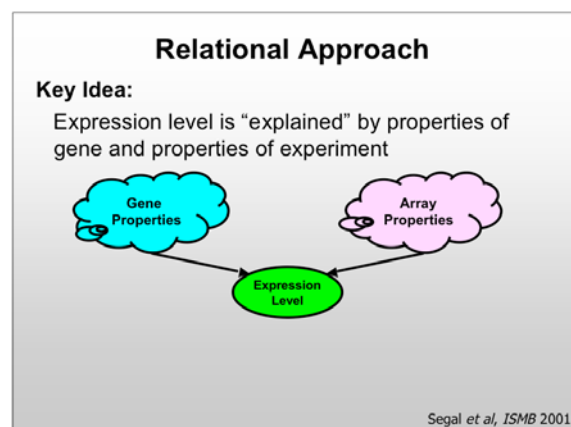 Relational Approach
Key Idea:
Expression level is “explained” by properties of
gene and properties of experiment
Gene
Properties
Array
Properties
Expression
Level
Segal et al, ISMB 2001